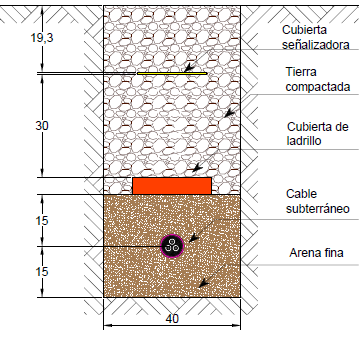 Cubierta
señalizadora
19,3
Tierra
compactada
30
Cubierta de
ladrillo
Cable
subterráneo
15
Arena fina
15
40